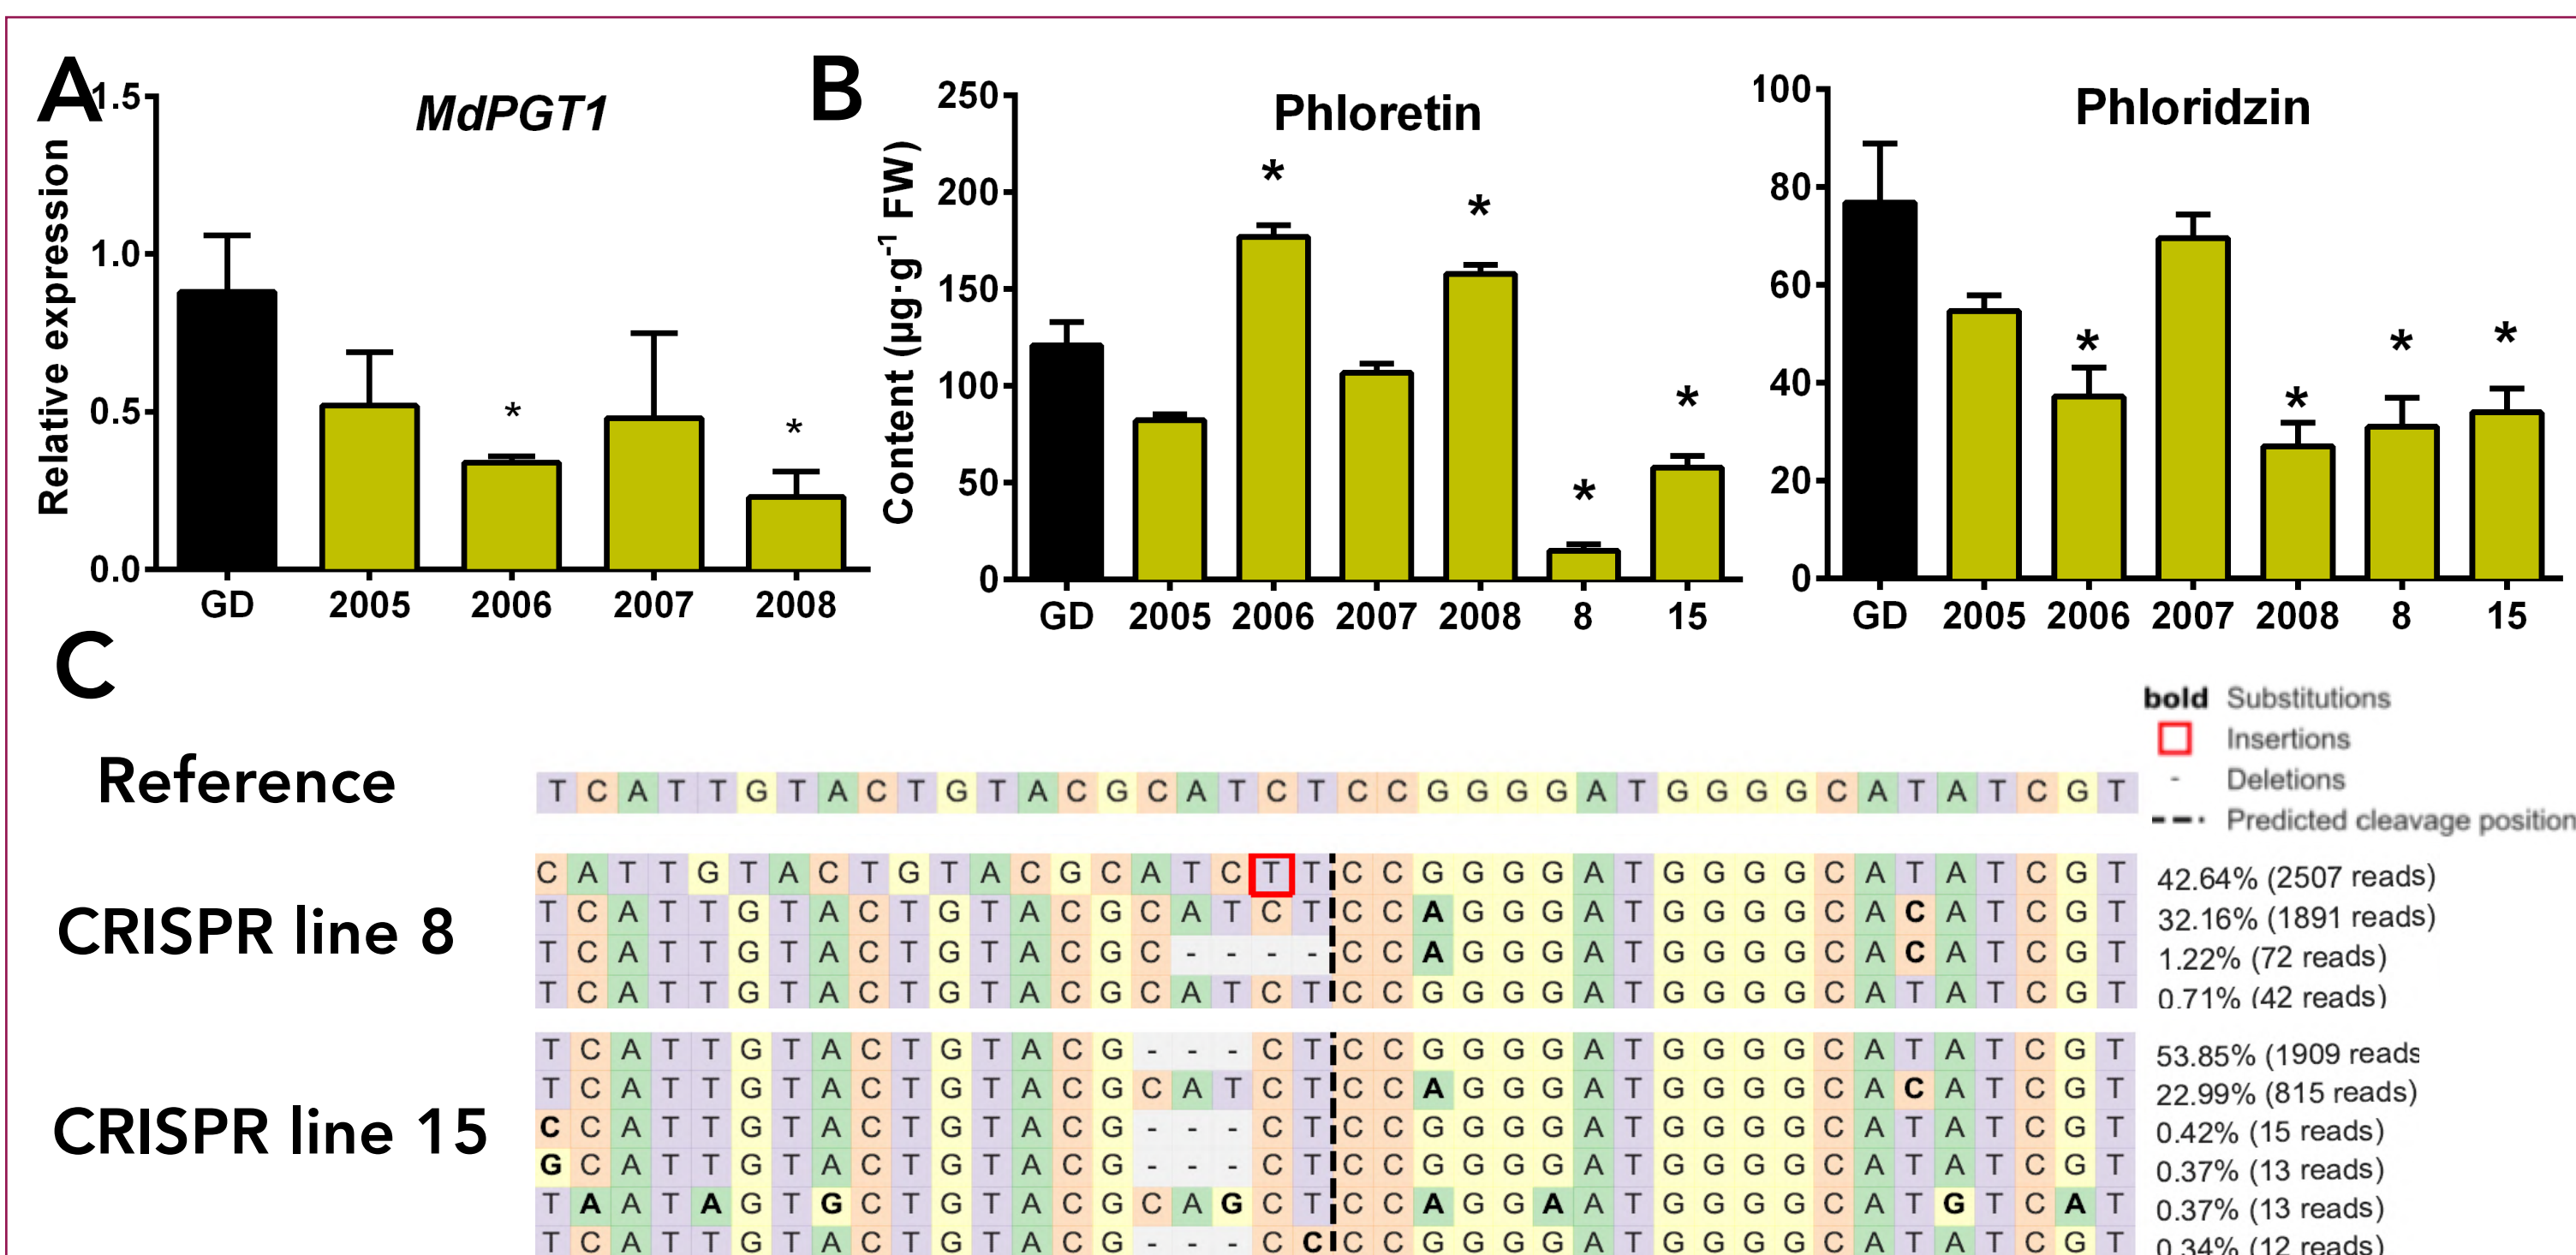 A
MdPGT1
Relative expression
1.5
1.0
0.5
0.0
GD 2005 2006 2007 2008
* *
B
Phloretin
Content (µg·g-1 FW)
250
200
150
100
50
0
GD 2005 2006 2007 2008 8 15
* * * *
Phloridzin
100
80
60
40
20
0
GD 2005 2006 2007 2008 8 15
* * * *
C
bold Substitutions
Insertions
- Deletions
Predicted cleavage position
Reference
T C A T T G T A C T G T A C G C A T C T C C G G G G A T G G G G C A T A T C G T
CRISPR line 8
C A T T G T A C T G T A C G C A T C T T C C G G G G A T G G G G C A T A T C G T 42.64% (2507 reads)
T C A T T G T A C T G T A C G C A T C T C C A G G G A T G G G G C A C A T C G T 32.16% (1891 reads)
T C A T T G T A C T G T A C G C - - - - C C A G G G A T G G G G C A C A T C G T 1.22% (72 reads)
T C A T T G T A C T G T A C G C A T C T C C G G G G A T G G G G C A T A T C G T 0.71% (42 reads)
CRISPR line 15
T C A T T G T A C T G T A C G - - - C T C C G G G G A T G G G G C A T A T C G T 53.85% (1909 reads
T C A T T G T A C T G T A C G C A T C T C C A G G G A T G G G G C A C A T C G T 22.99% (815 reads)
C C A T T G T A C T G T A C G - - - C T C C G G G G A T G G G G C A T A T C G T 0.42% (15 reads)
G C A T T G T A C T G T A C G - - - C T C C G G G G A T G G G G C A T A T C G T 0.37% (13 reads)
T A A T A G T G C T G T A C G C A G C T C C A G G A A T G G G G C A T G T C A T 0.37% (13 reads)
T C A T T G T A C T G T A C G - - - C C C C G G G G A T G G G G C A T A T C G T 0.34% (12 reads)